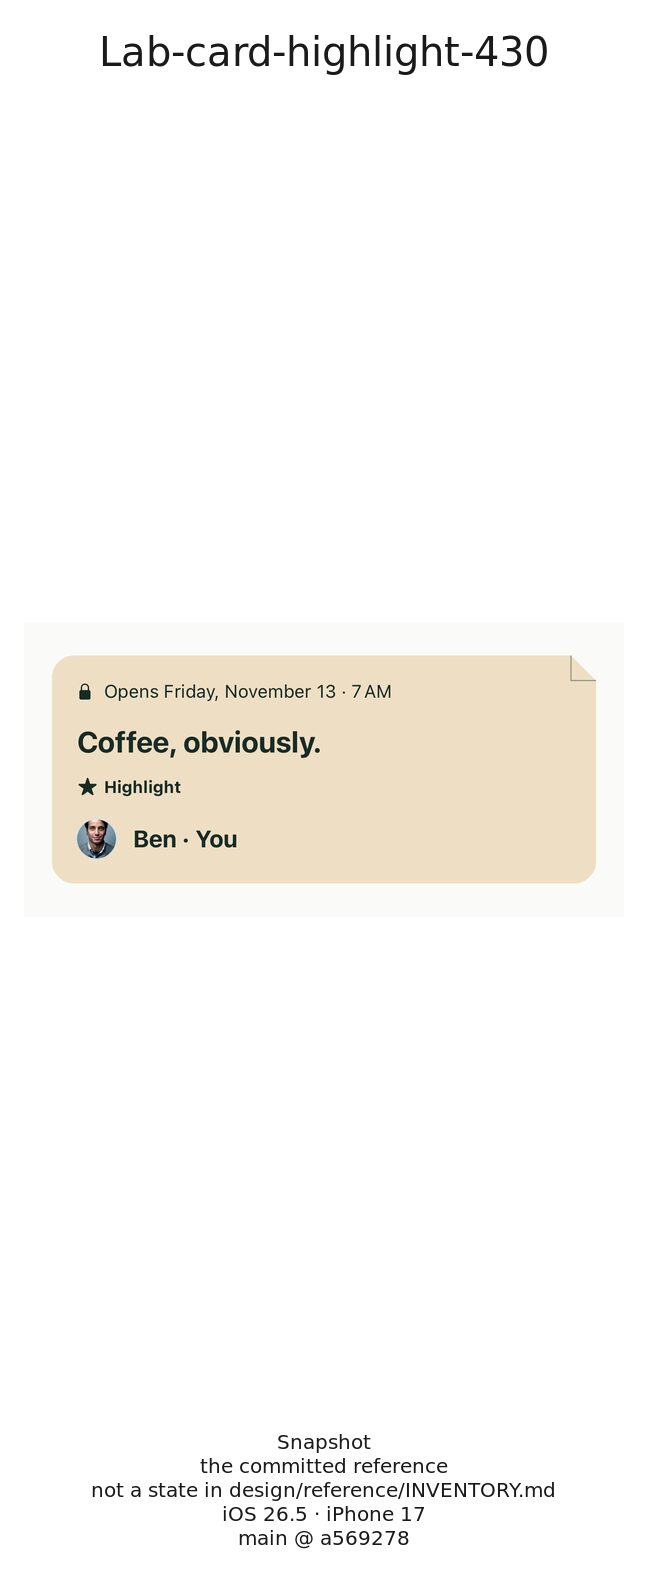 Lab-card-highlight-430
Opens Friday, November 13 · 7 AM
Coffee, obviously.
Highlight
Ben · You
Snapshot
the committed reference
not a state in design/reference/INVENTORY.md
iOS 26.5 · iPhone 17
main @ a569278